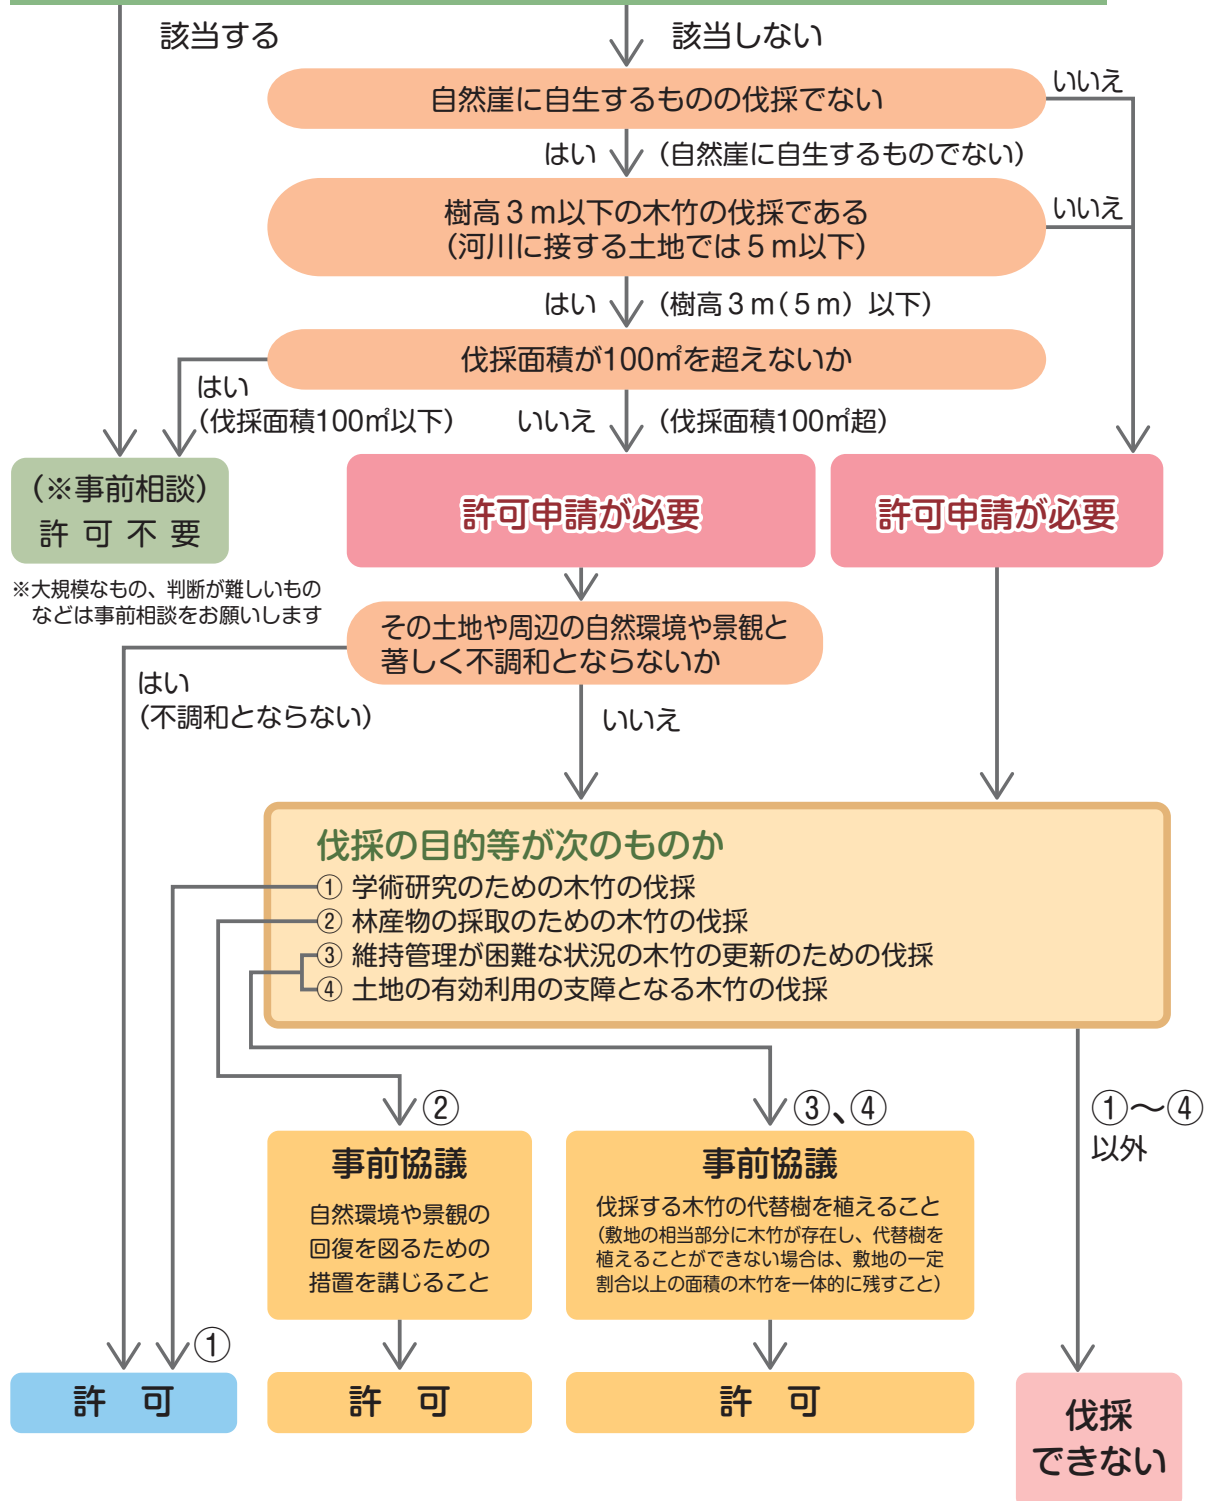 該当する
該当しない
自然崖に自生するものの伐採でない
いいえ
はい
(自然崖に自生するものでない)
樹高3m以下の木竹の伐採である
(河川に接する土地では5m以下)
いいえ
はい
(樹高3m(5m) 以下)
伐採面積が100㎡を超えないか
はい
(伐採面積100㎡以下)
いいえ
(伐採面積100㎡超)
(※事前相談)
許可不要
許可申請が必要
許可申請が必要
※大規模なもの、判断が難しいもの
などは事前相談をお願いします
その土地や周辺の自然環境や景観と
著しく不調和とならないか
はい
(不調和とならない)
いいえ
伐採の目的等が次のものか
① 学術研究のための木竹の伐採
② 林産物の採取のための木竹の伐採
③ 維持管理が困難な状況の木竹の更新のための伐採
④ 土地の有効利用の支障となる木竹の伐採
②
③、④
①〜④
以外
事前協議
自然環境や景観の
回復を図るための
措置を講じること
事前協議
伐採する木竹の代替樹を植えること
(敷地の相当部分に木竹が存在し、代替樹を
植えることができない場合は、敷地の一定
割合以上の面積の木竹を一体的に残すこと)
①
許可
許可
許可
伐採
できない